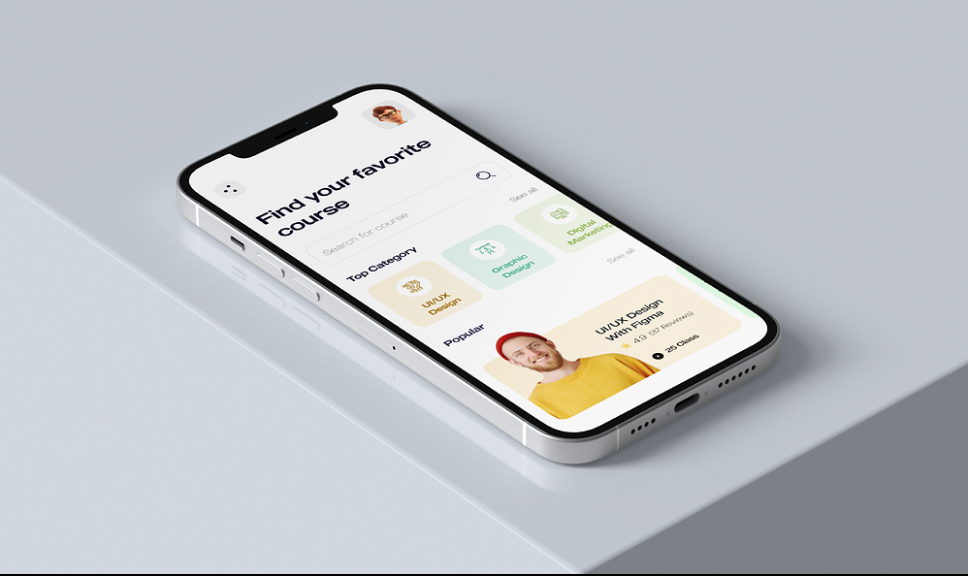 Find your favorite
course
Search for course
Top Category
See all
UI/UX
Design
Graphic
Design
Digital
Marketing
Popular
See all
UI/UX Design
With Figma
4.9 (37 Reviews)
25 Class